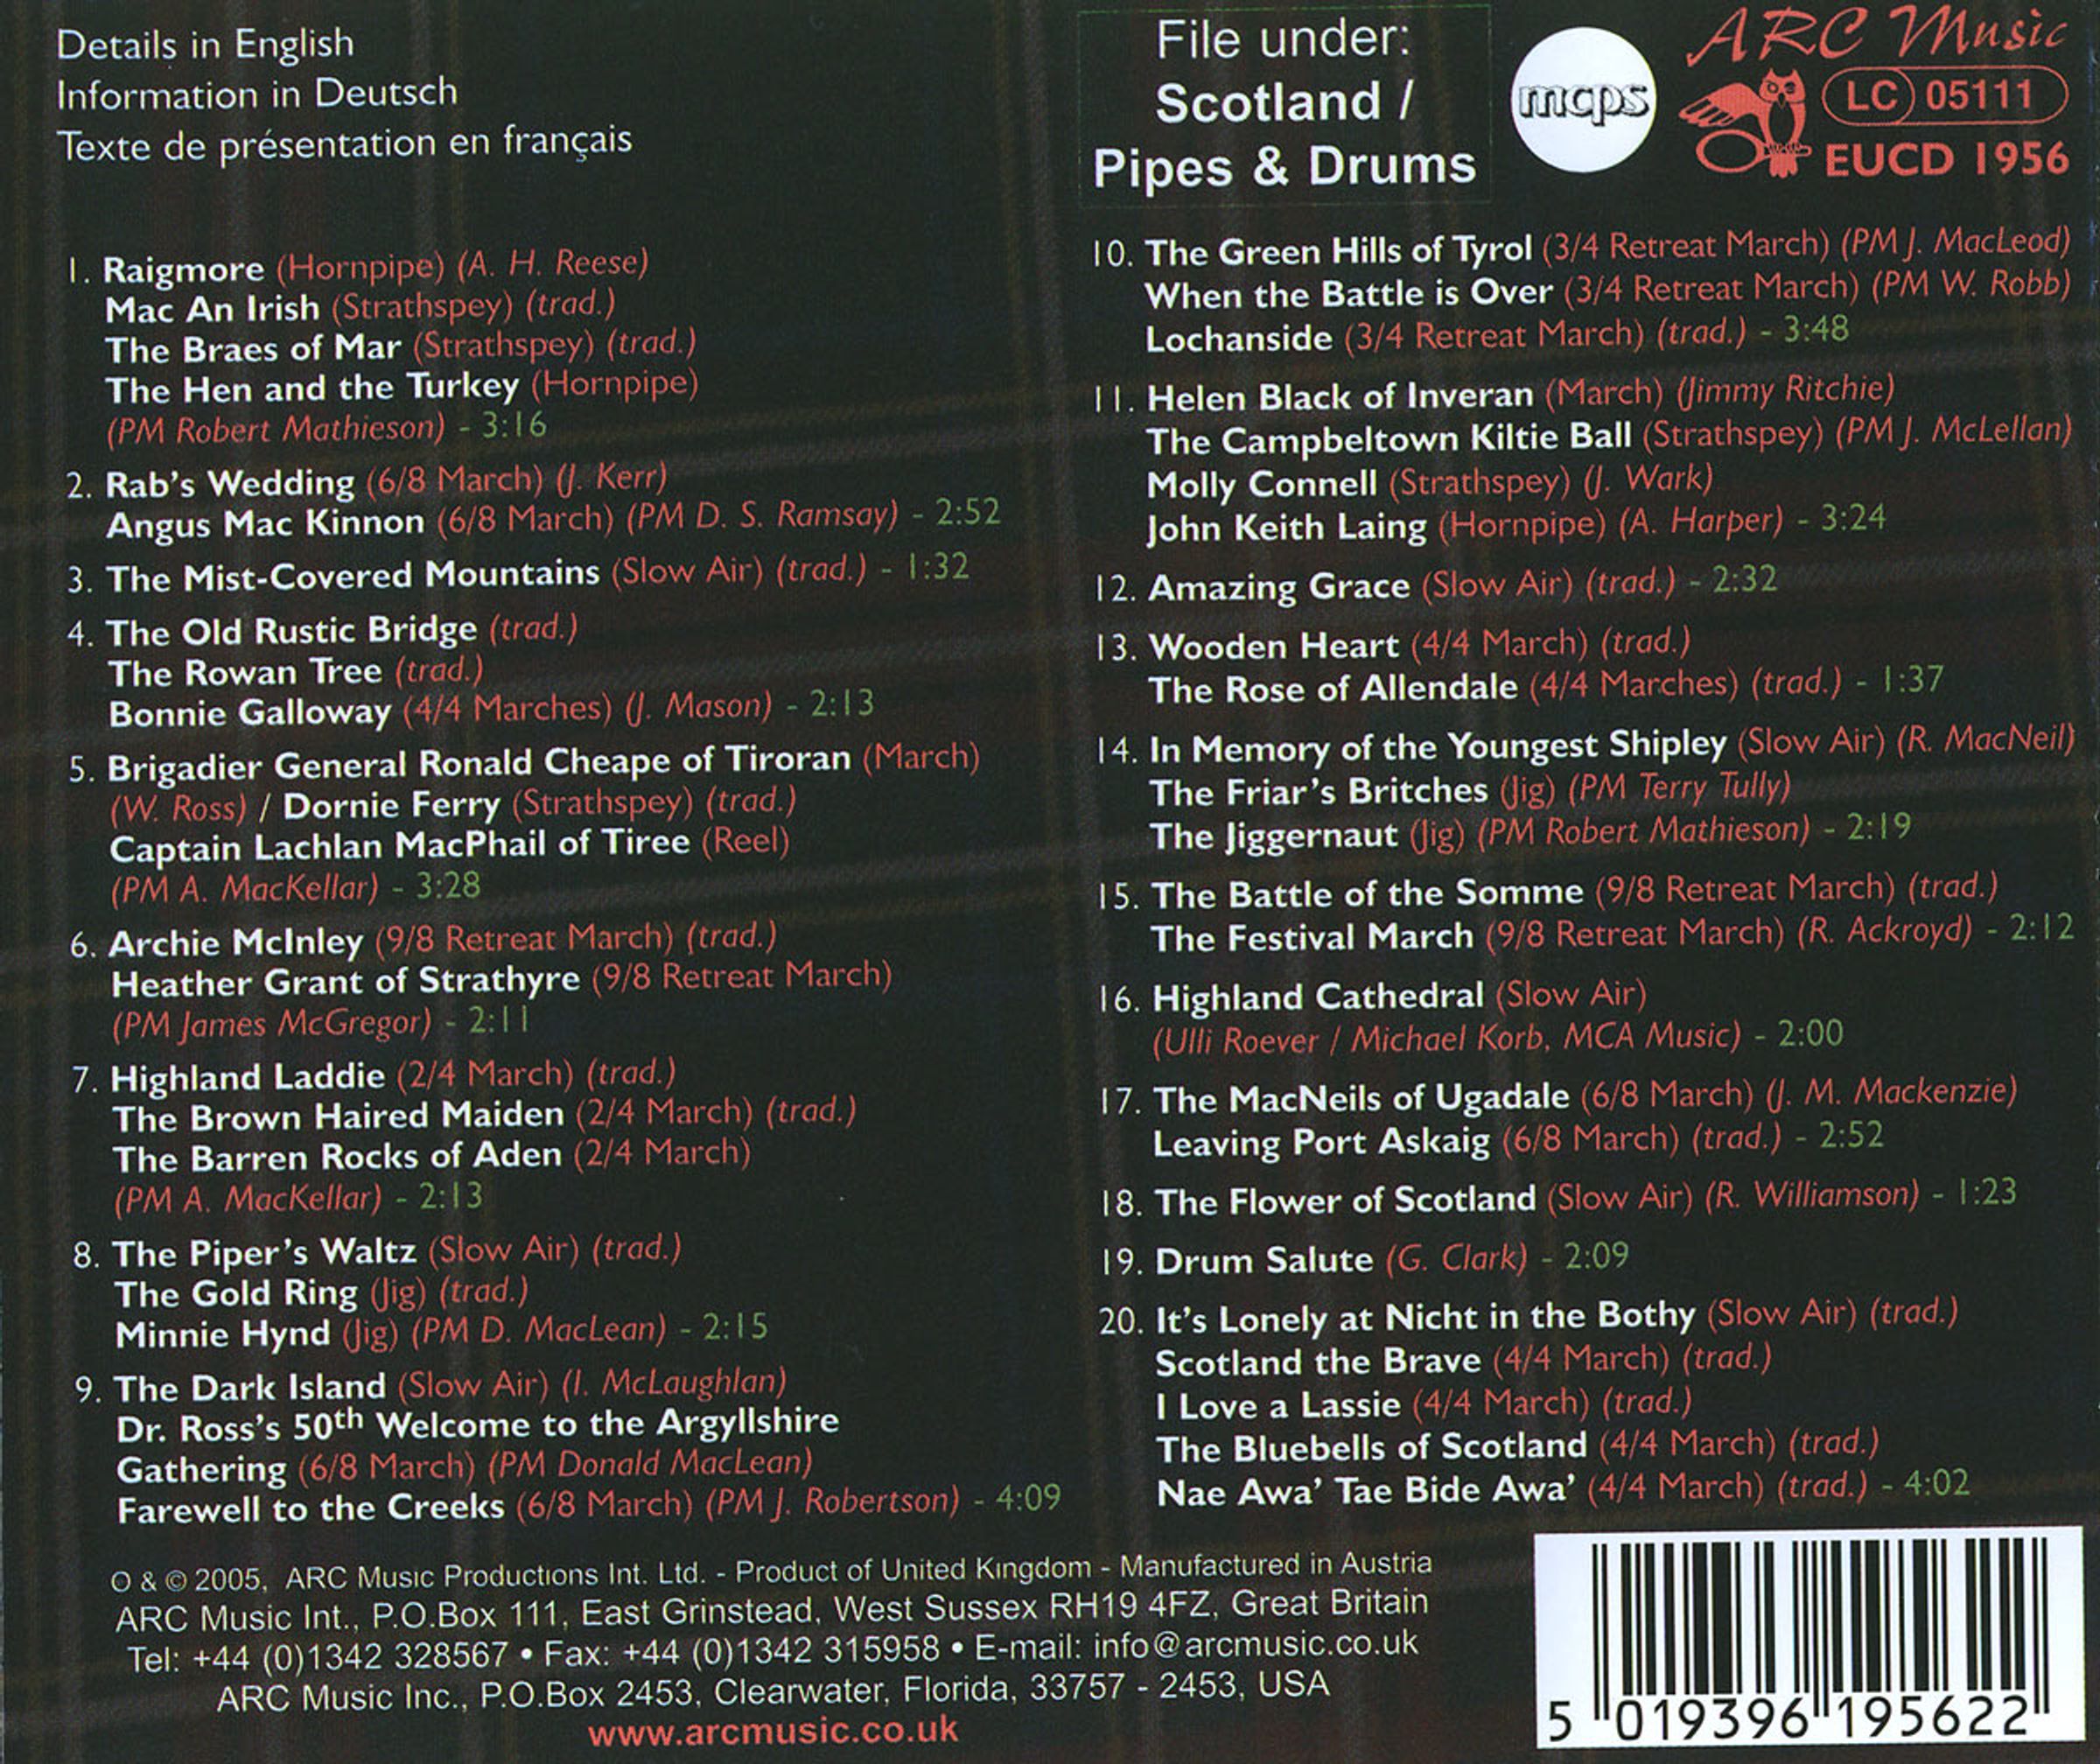 Details in English
Information in Deutsch
Texte de présentation en français
File under:
Scotland /
Pipes & Drums
mcps
ARC Music
LC 05111
EUCD 1956
1. Raigmore (Hornpipe) (A. H. Reese)
Mac An Irish (Strathspey) (trad.)
The Braes of Mar (Strathspey) (trad.)
The Hen and the Turkey (Hornpipe)
(PM Robert Mathieson) - 3:16
2. Rab's Wedding (6/8 March) (J. Kerr)
Angus Mac Kinnon (6/8 March) (PM D. S. Ramsay) - 2:52
3. The Mist-Covered Mountains (Slow Air) (trad.) - 1:32
4. The Old Rustic Bridge (trad.)
The Rowan Tree (trad.)
Bonnie Galloway (4/4 Marches) (J. Mason) - 2:13
5. Brigadier General Ronald Cheape of Tiroran (March)
(W. Ross) / Dornie Ferry (Strathspey) (trad.)
Captain Lachlan MacPhail of Tiree (Reel)
(PM A. MacKellar) - 3:28
6. Archie McInley (9/8 Retreat March) (trad.)
Heather Grant of Strathyre (9/8 Retreat March)
(PM James McGregor) - 2:11
7. Highland Laddie (2/4 March) (trad.)
The Brown Haired Maiden (2/4 March) (trad.)
The Barren Rocks of Aden (2/4 March)
(PM A. MacKellar) - 2:13
8. The Piper's Waltz (Slow Air) (trad.)
The Gold Ring (Jig) (trad.)
Minnie Hynd (Jig) (PM D. MacLean) - 2:15
9. The Dark Island (Slow Air) (I. McLaughlan)
Dr. Ross's 50th Welcome to the Argyllshire
Gathering (6/8 March) (PM Donald MacLean)
Farewell to the Creeks (6/8 March) (PM J. Robertson) - 4:09
10. The Green Hills of Tyrol (3/4 Retreat March) (PM J. MacLeod)
When the Battle is Over (3/4 Retreat March) (PM W. Robb)
Lochanside (3/4 Retreat March) (trad.) - 3:48
11. Helen Black of Inveran (March) (Jimmy Ritchie)
The Campbeltown Kiltie Ball (Strathspey) (PM J. McLellan)
Molly Connell (Strathspey) (J. Wark)
John Keith Laing (Hornpipe) (A. Harper) - 3:24
12. Amazing Grace (Slow Air) (trad.) - 2:32
13. Wooden Heart (4/4 March) (trad.)
The Rose of Allendale (4/4 Marches) (trad.) - 1:37
14. In Memory of the Youngest Shipley (Slow Air) (R. MacNeil)
The Friar's Britches (Jig) (PM Terry Tully)
The Jiggernaut (Jig) (PM Robert Mathieson) - 2:19
15. The Battle of the Somme (9/8 Retreat March) (trad.)
The Festival March (9/8 Retreat March) (R. Ackroyd) - 2:12
16. Highland Cathedral (Slow Air)
(Ulli Roever / Michael Korb, MCA Music) - 2:00
17. The MacNeils of Ugadale (6/8 March) (J. M. Mackenzie)
Leaving Port Askaig (6/8 March) (trad.) - 2:52
18. The Flower of Scotland (Slow Air) (R. Williamson) - 1:23
19. Drum Salute (G. Clark) - 2:09
20. It's Lonely at Nicht in the Bothy (Slow Air) (trad.)
Scotland the Brave (4/4 March) (trad.)
I Love a Lassie (4/4 March) (trad.)
The Bluebells of Scotland (4/4 March) (trad.)
Nae Awa' Tae Bide Awa' (4/4 March) (trad.) - 4:02
℗ & © 2005, ARC Music Productions Int. Ltd. - Product of United Kingdom - Manufactured in Austria
ARC Music Int., P.O.Box 111, East Grinstead, West Sussex RH19 4FZ, Great Britain
Tel: +44 (0)1342 328567 • Fax: +44 (0)1342 315958 • E-mail: info@arcmusic.co.uk
ARC Music Inc., P.O.Box 2453, Clearwater, Florida, 33757 - 2453, USA
www.arcmusic.co.uk
5 019396 195622